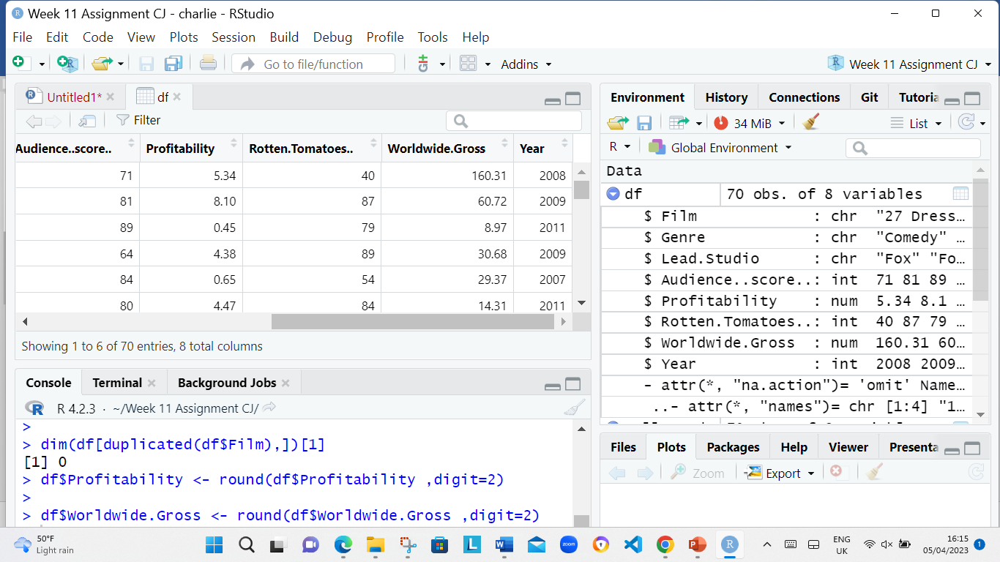 Week 11 Assignment CJ - charlie - RStudio
File Edit Code View Plots Session Build Debug Profile Tools Help
Go to file/function Addins Week 11 Assignment CJ
Untitled1* df
Filter
Audience..score.. Profitability Rotten.Tomatoes.. Worldwide.Gross Year
71 5.34 40 160.31 2008
81 8.10 87 60.72 2009
89 0.45 79 8.97 2011
64 4.38 89 30.68 2009
84 0.65 54 29.37 2007
80 4.47 84 14.31 2011
Showing 1 to 6 of 70 entries, 8 total columns
Console Terminal Background Jobs
R 4.2.3 · ~/Week 11 Assignment CJ/
>
> dim(df[duplicated(df$Film),])[1]
[1] 0
> df$Profitability <- round(df$Profitability ,digit=2)
>
> df$Worldwide.Gross <- round(df$Worldwide.Gross ,digit=2)
Environment History Connections Git Tutoria
34 MiB List
R Global Environment
Data
df 70 obs. of 8 variables
$ Film : chr "27 Dress…
$ Genre : chr "Comedy" …
$ Lead.Studio : chr "Fox" "Fo…
$ Audience..score..: int 71 81 89 …
$ Profitability : num 5.34 8.1 …
$ Rotten.Tomatoes..: int 40 87 79 …
$ Worldwide.Gross : num 160.31 60…
$ Year : int 2008 2009…
- attr(*, "na.action")= 'omit' Name…
..- attr(*, "names")= chr [1:4] "1…
Files Plots Packages Help Viewer Presenta
Zoom Export
50°F
Light rain
zoom
ENG
UK
16:15
05/04/2023
1